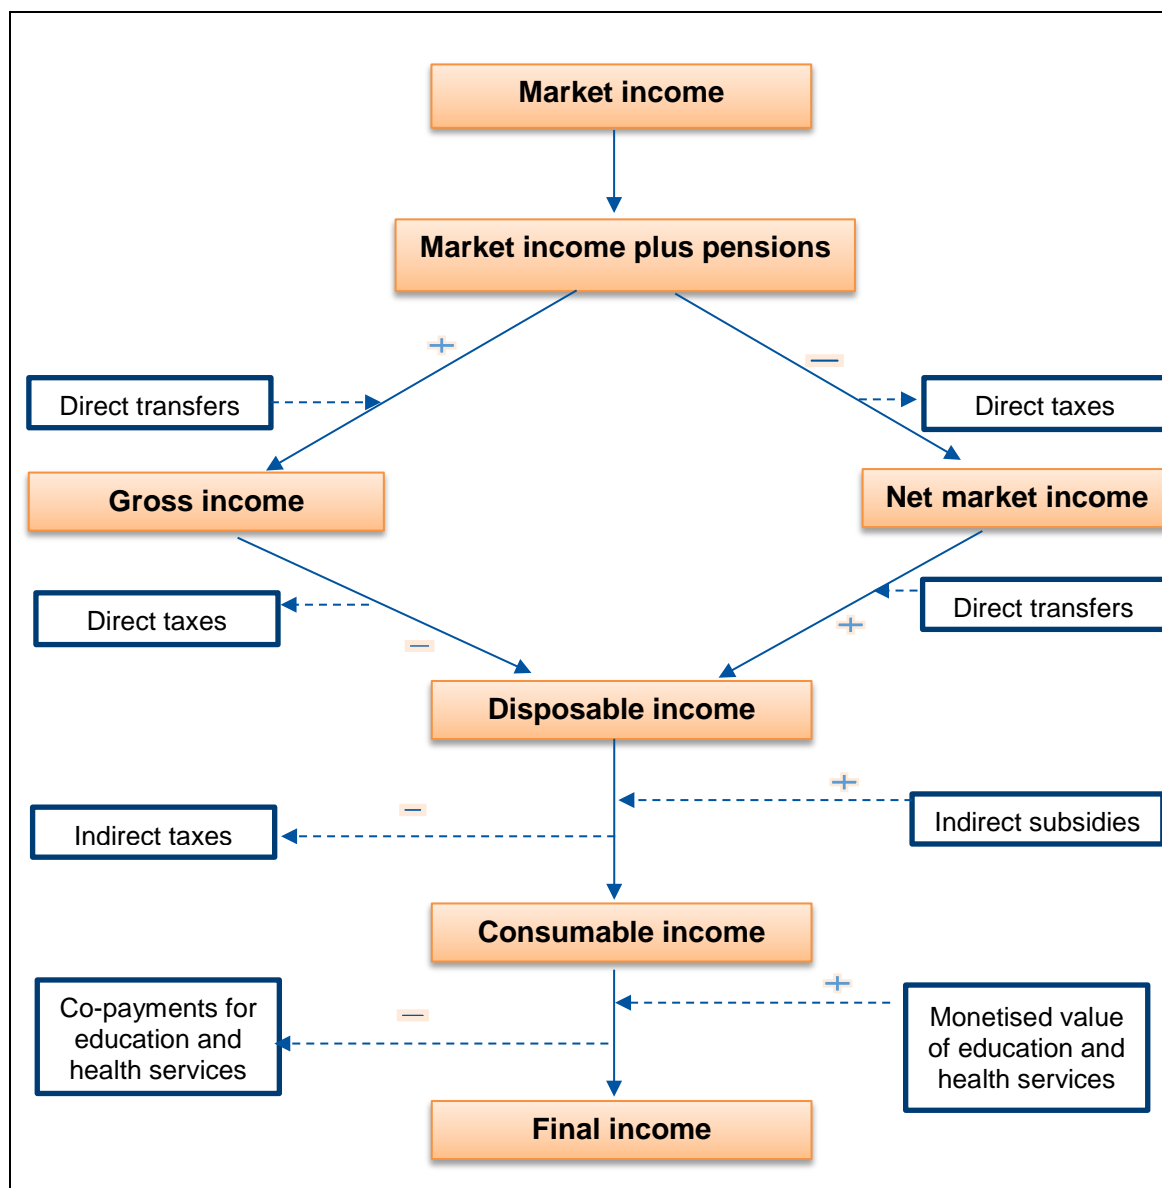 Market income
Market income plus pensions
+
—
Direct transfers
Direct taxes
Gross income
Net market income
Direct taxes
Direct transfers
—
+
Disposable income
+
—
Indirect taxes
Indirect subsidies
Consumable income
+
—
Co-payments for
education and
health services
Monetised value
of education and
health services
Final income